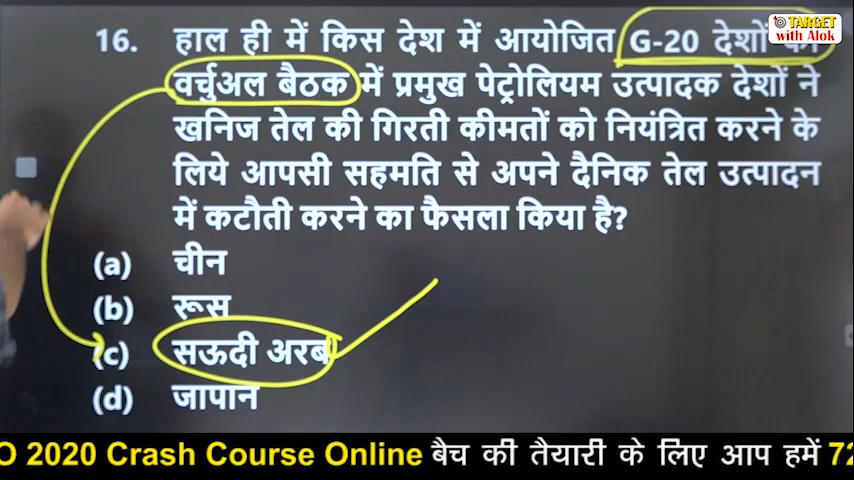 TARGET
with Alok
16. हाल ही में किस देश में आयोजित G-20 देशों की
वर्चुअल बैठक में प्रमुख पेट्रोलियम उत्पादक देशों ने
खनिज तेल की गिरती कीमतों को नियंत्रित करने के
लिये आपसी सहमति से अपने दैनिक तेल उत्पादन
में कटौती करने का फैसला किया है?
(a) चीन
(b) रूस
(c) सऊदी अरब
(d) जापान
O 2020 Crash Course Online बैच की तैयारी के लिए आप हमें 72